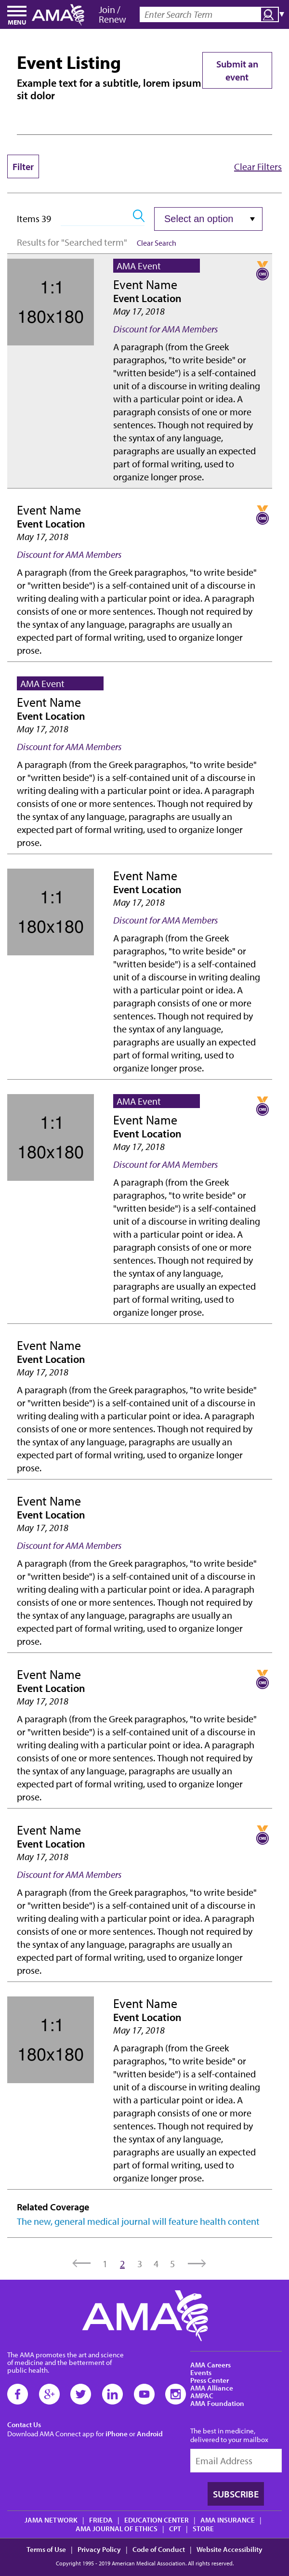 MENU
AMA
Join /
Renew
Enter Search Term
Event Listing
Example text for a subtitle, lorem ipsum
sit dolor
Submit an
event
Filter
Clear Filters
Items 39
Select an option
Results for "Searched term"
Clear Search
1:1
180x180
AMA Event
CME
Event Name
Event Location
May 17, 2018
Discount for AMA Members
A paragraph (from the Greek
paragraphos, "to write beside" or
"written beside") is a self-contained
unit of a discourse in writing dealing
with a particular point or idea. A
paragraph consists of one or more
sentences. Though not required by
the syntax of any language,
paragraphs are usually an expected
part of formal writing, used to
organize longer prose.
Event Name
CME
Event Location
May 17, 2018
Discount for AMA Members
A paragraph (from the Greek paragraphos, "to write beside"
or "written beside") is a self-contained unit of a discourse in
writing dealing with a particular point or idea. A paragraph
consists of one or more sentences. Though not required by
the syntax of any language, paragraphs are usually an
expected part of formal writing, used to organize longer
prose.
AMA Event
Event Name
Event Location
May 17, 2018
Discount for AMA Members
A paragraph (from the Greek paragraphos, "to write beside"
or "written beside") is a self-contained unit of a discourse in
writing dealing with a particular point or idea. A paragraph
consists of one or more sentences. Though not required by
the syntax of any language, paragraphs are usually an
expected part of formal writing, used to organize longer
prose.
1:1
180x180
Event Name
Event Location
May 17, 2018
Discount for AMA Members
A paragraph (from the Greek
paragraphos, "to write beside" or
"written beside") is a self-contained
unit of a discourse in writing dealing
with a particular point or idea. A
paragraph consists of one or more
sentences. Though not required by
the syntax of any language,
paragraphs are usually an expected
part of formal writing, used to
organize longer prose.
1:1
180x180
AMA Event
CME
Event Name
Event Location
May 17, 2018
Discount for AMA Members
A paragraph (from the Greek
paragraphos, "to write beside" or
"written beside") is a self-contained
unit of a discourse in writing dealing
with a particular point or idea. A
paragraph consists of one or more
sentences. Though not required by
the syntax of any language,
paragraphs are usually an expected
part of formal writing, used to
organize longer prose.
Event Name
Event Location
May 17, 2018
A paragraph (from the Greek paragraphos, "to write beside"
or "written beside") is a self-contained unit of a discourse in
writing dealing with a particular point or idea. A paragraph
consists of one or more sentences. Though not required by
the syntax of any language, paragraphs are usually an
expected part of formal writing, used to organize longer
prose.
Event Name
Event Location
May 17, 2018
Discount for AMA Members
A paragraph (from the Greek paragraphos, "to write beside"
or "written beside") is a self-contained unit of a discourse in
writing dealing with a particular point or idea. A paragraph
consists of one or more sentences. Though not required by
the syntax of any language, paragraphs are usually an
expected part of formal writing, used to organize longer
prose.
Event Name
CME
Event Location
May 17, 2018
A paragraph (from the Greek paragraphos, "to write beside"
or "written beside") is a self-contained unit of a discourse in
writing dealing with a particular point or idea. A paragraph
consists of one or more sentences. Though not required by
the syntax of any language, paragraphs are usually an
expected part of formal writing, used to organize longer
prose.
Event Name
CME
Event Location
May 17, 2018
Discount for AMA Members
A paragraph (from the Greek paragraphos, "to write beside"
or "written beside") is a self-contained unit of a discourse in
writing dealing with a particular point or idea. A paragraph
consists of one or more sentences. Though not required by
the syntax of any language, paragraphs are usually an
expected part of formal writing, used to organize longer
prose.
1:1
180x180
Event Name
Event Location
May 17, 2018
A paragraph (from the Greek
paragraphos, "to write beside" or
"written beside") is a self-contained
unit of a discourse in writing dealing
with a particular point or idea. A
paragraph consists of one or more
sentences. Though not required by
the syntax of any language,
paragraphs are usually an expected
part of formal writing, used to
organize longer prose.
Related Coverage
The new, general medical journal will feature health content
1 2 3 4 5
AMA
The AMA promotes the art and science
of medicine and the betterment of
public health.
Contact Us
Download AMA Connect app for iPhone or Android
AMA Careers
Events
Press Center
AMA Alliance
AMPAC
AMA Foundation
The best in medicine,
delivered to your mailbox
Email Address
SUBSCRIBE
JAMA NETWORK | FRIEDA | EDUCATION CENTER | AMA INSURANCE |
AMA JOURNAL OF ETHICS | CPT | STORE
Terms of Use | Privacy Policy | Code of Conduct | Website Accessibility
Copyright 1995 - 2019 American Medical Association. All rights reserved.